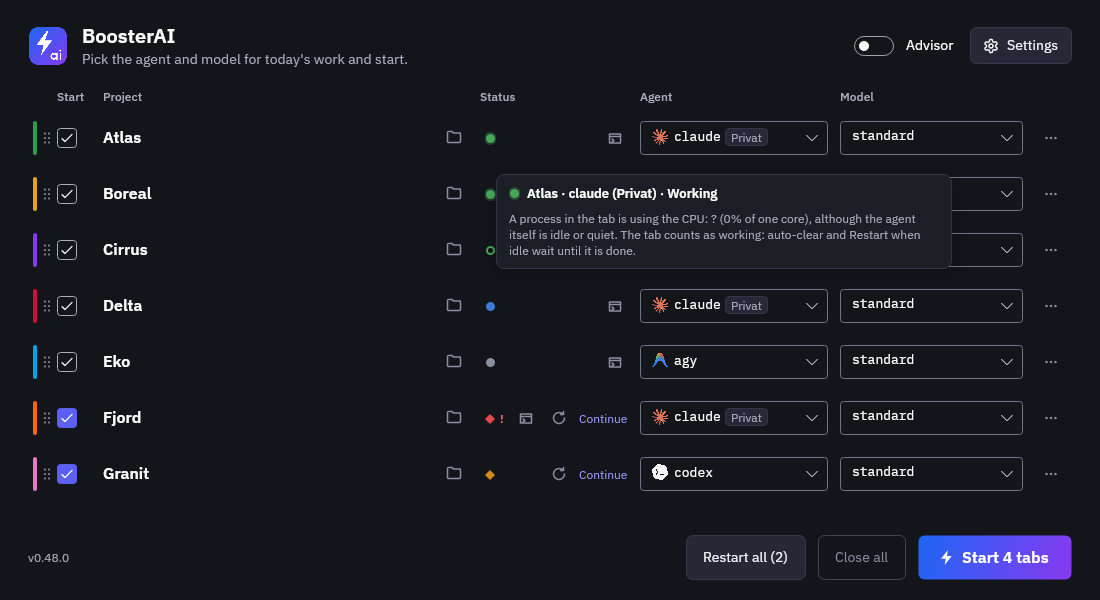 ai
BoosterAI
Pick the agent and model for today's work and start.
Advisor
Settings
Start
Project
Status
Agent
Model
Atlas
claude
Privat
standard
Boreal
Atlas · claude (Privat) · Working
A process in the tab is using the CPU: ? (0% of one core), although the agent
itself is idle or quiet. The tab counts as working: auto-clear and Restart when
idle wait until it is done.
Cirrus
Delta
claude
Privat
standard
Eko
agy
standard
Fjord
!
Continue
claude
Privat
standard
Granit
Continue
codex
standard
v0.48.0
Restart all (2)
Close all
Start 4 tabs